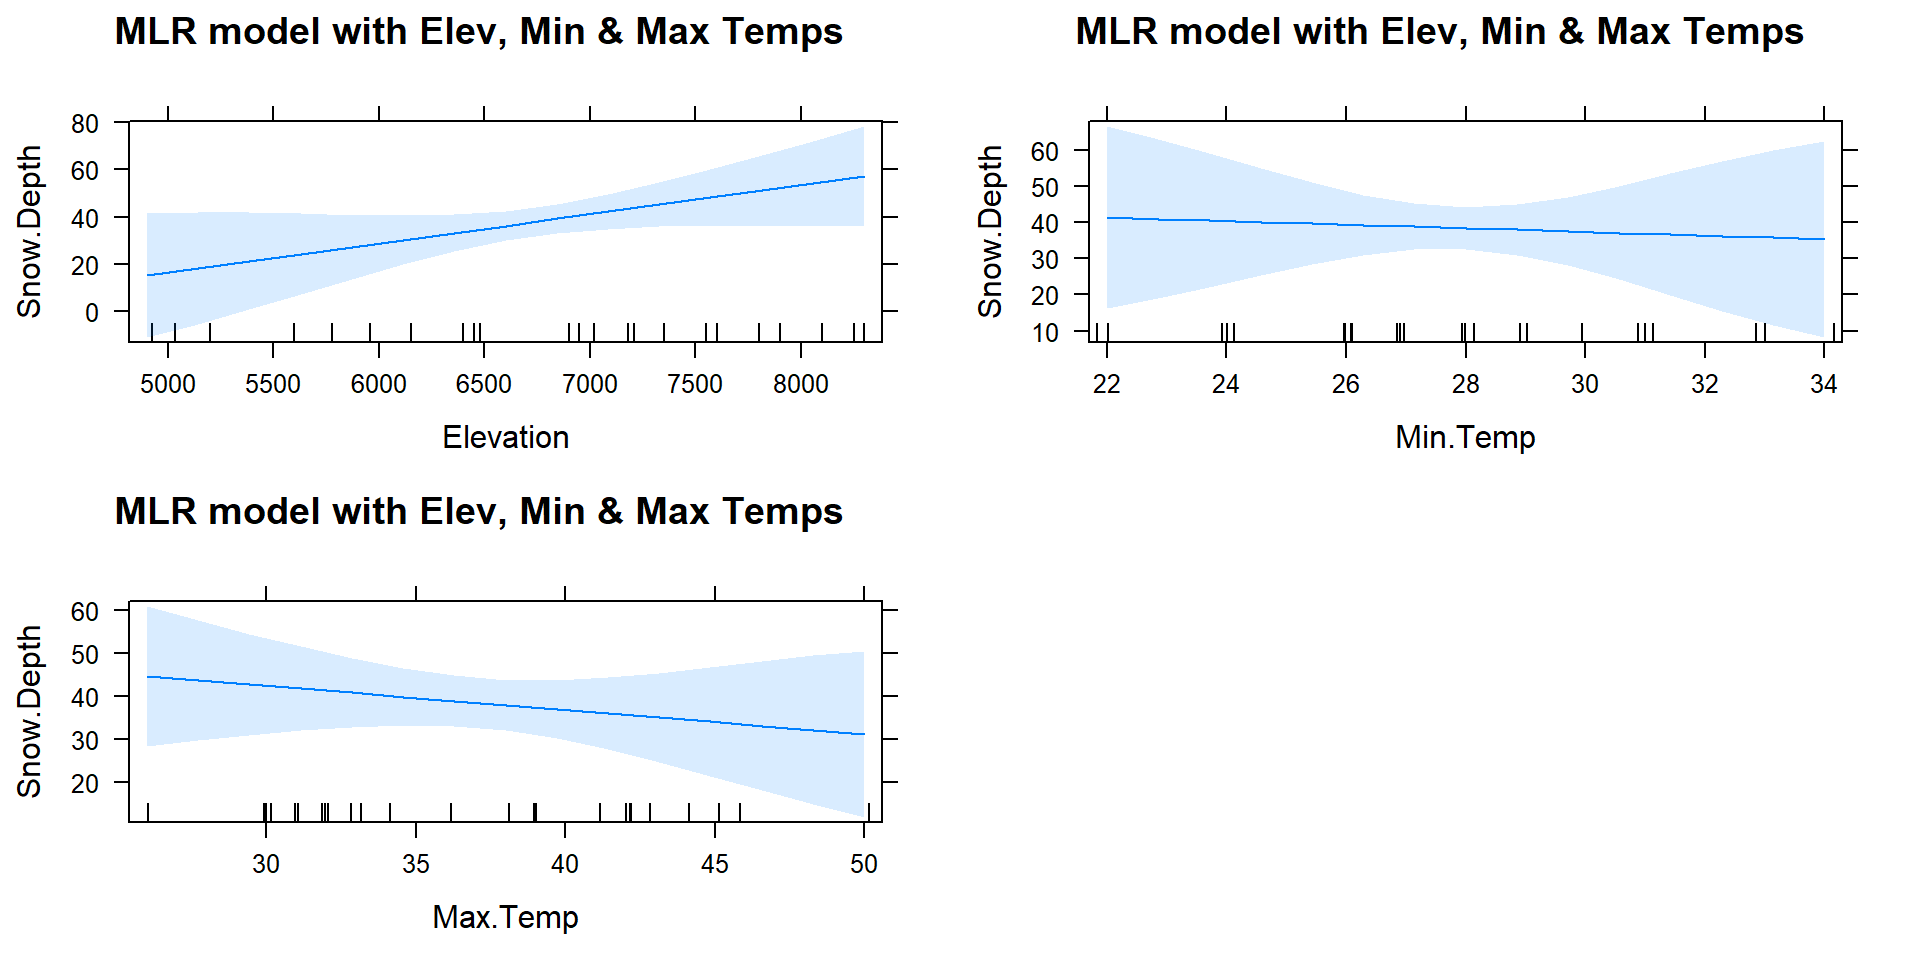 MLR model with Elev, Min & Max Temps
Snow.Depth
80
60
40
20
0
5000 5500 6000 6500 7000 7500 8000
Elevation
MLR model with Elev, Min & Max Temps
Snow.Depth
60
50
40
30
20
10
22 24 26 28 30 32 34
Min.Temp
MLR model with Elev, Min & Max Temps
Snow.Depth
60
50
40
30
20
30 35 40 45 50
Max.Temp